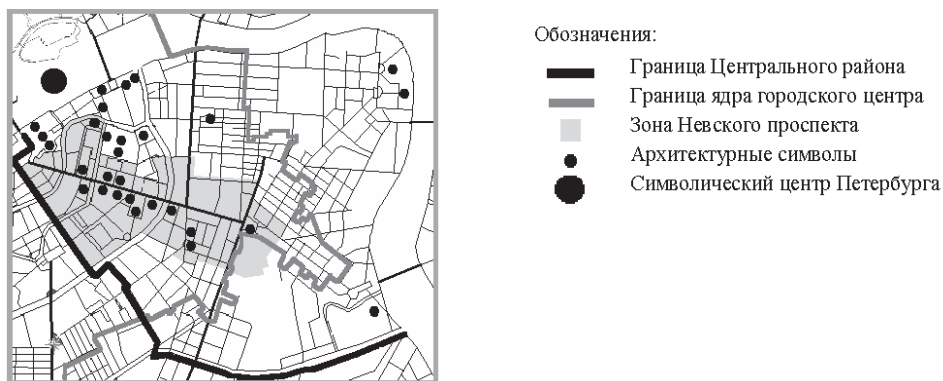 Обозначения:
Граница Центрального района
Граница ядра городского центра
Зона Невского проспекта
Архитектурные символы
Символический центр Петербурга